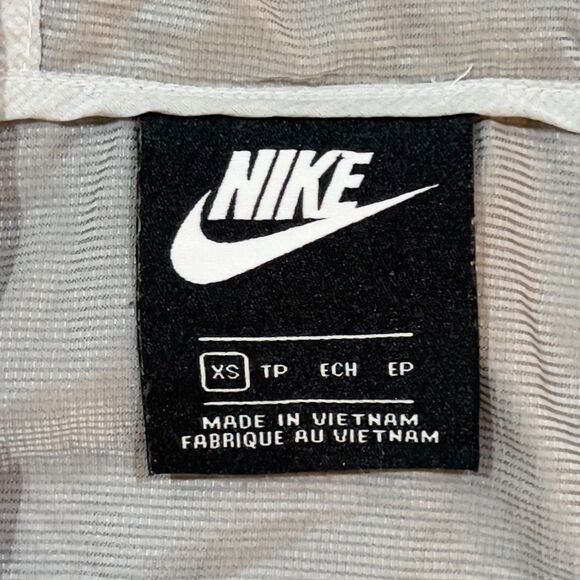 NIKE
XS TP ECH EP
MADE IN VIETNAM
FABRIQUE AU VIETNAM